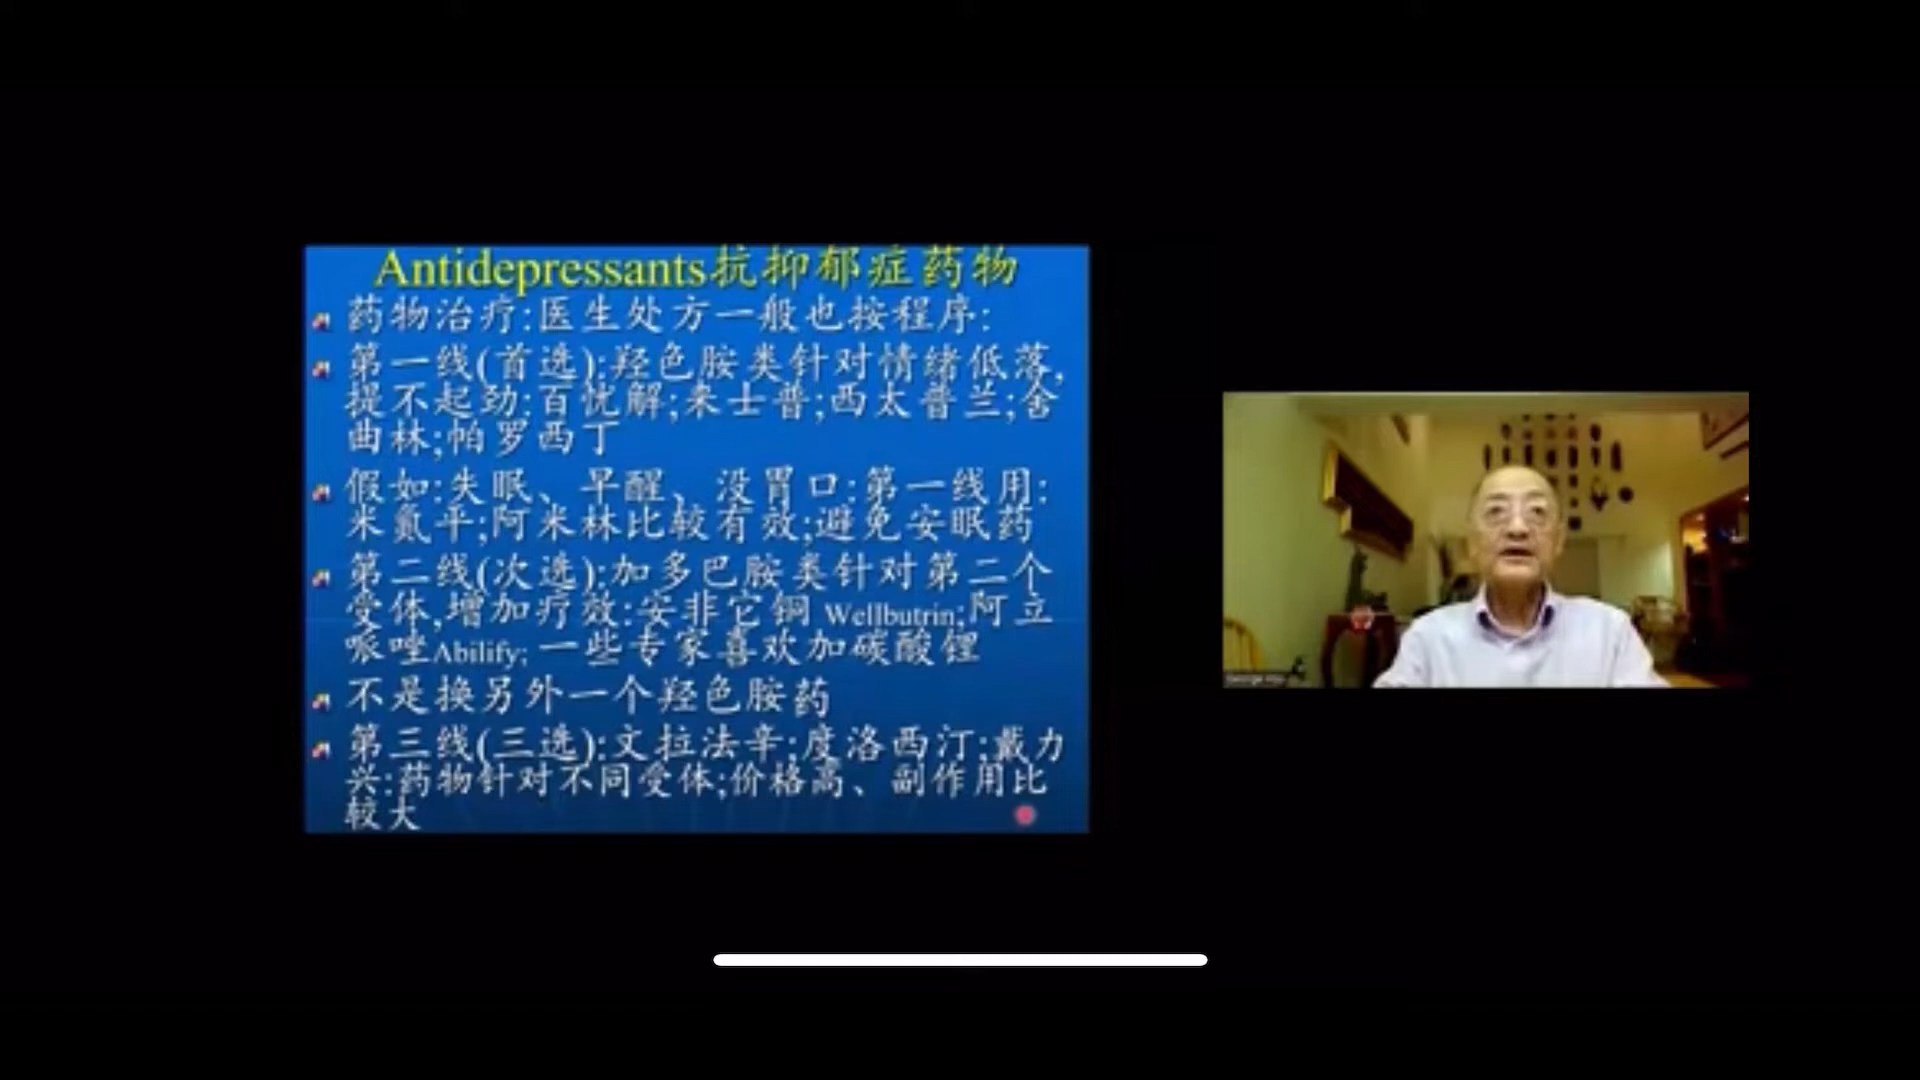 Antidepressants抗抑郁症药物
药物治疗:医生处方一般也按程序:
第一线(首选):羟色胺类针对情绪低落,
提不起劲:百忧解;来士普;西太普兰;舍
曲林;帕罗西丁
假如:失眠、早醒、没胃口:第一线用:
米氮平;阿米林比较有效;避免安眠药
第二线(次选):加多巴胺类针对第二个
受体,增加疗效:安非它铜 Wellbutrin;阿立
哌唑Abilify; 一些专家喜欢加碳酸锂
不是换另外一个羟色胺药
第三线(三选):文拉法辛;度洛西汀;戴力
兴:药物针对不同受体;价格高、副作用比
较大
George